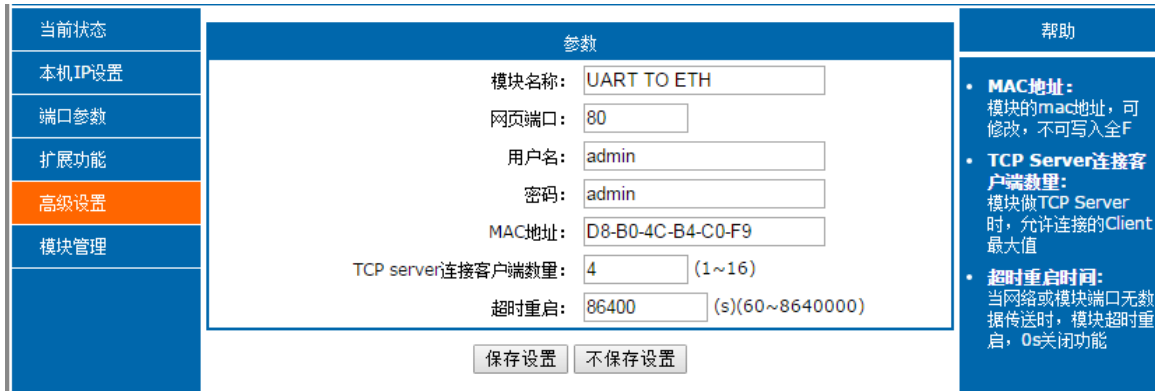 当前状态
本机IP设置
端口参数
扩展功能
高级设置
模块管理
参数
模块名称： UART TO ETH
网页端口： 80
用户名： admin
密码： admin
MAC地址： D8-B0-4C-B4-C0-F9
TCP server连接客户端数量： 4 (1~16)
超时重启： 86400 (s)(60~8640000)
保存设置 不保存设置
帮助
• MAC地址：
模块的mac地址，可
修改，不可写入全F
• TCP Server连接客
户端数量：
模块做TCP Server
时，允许连接的Client
最大值
• 超时重启时间：
当网络或模块端口无数
据传送时，模块超时重
启，0s关闭功能